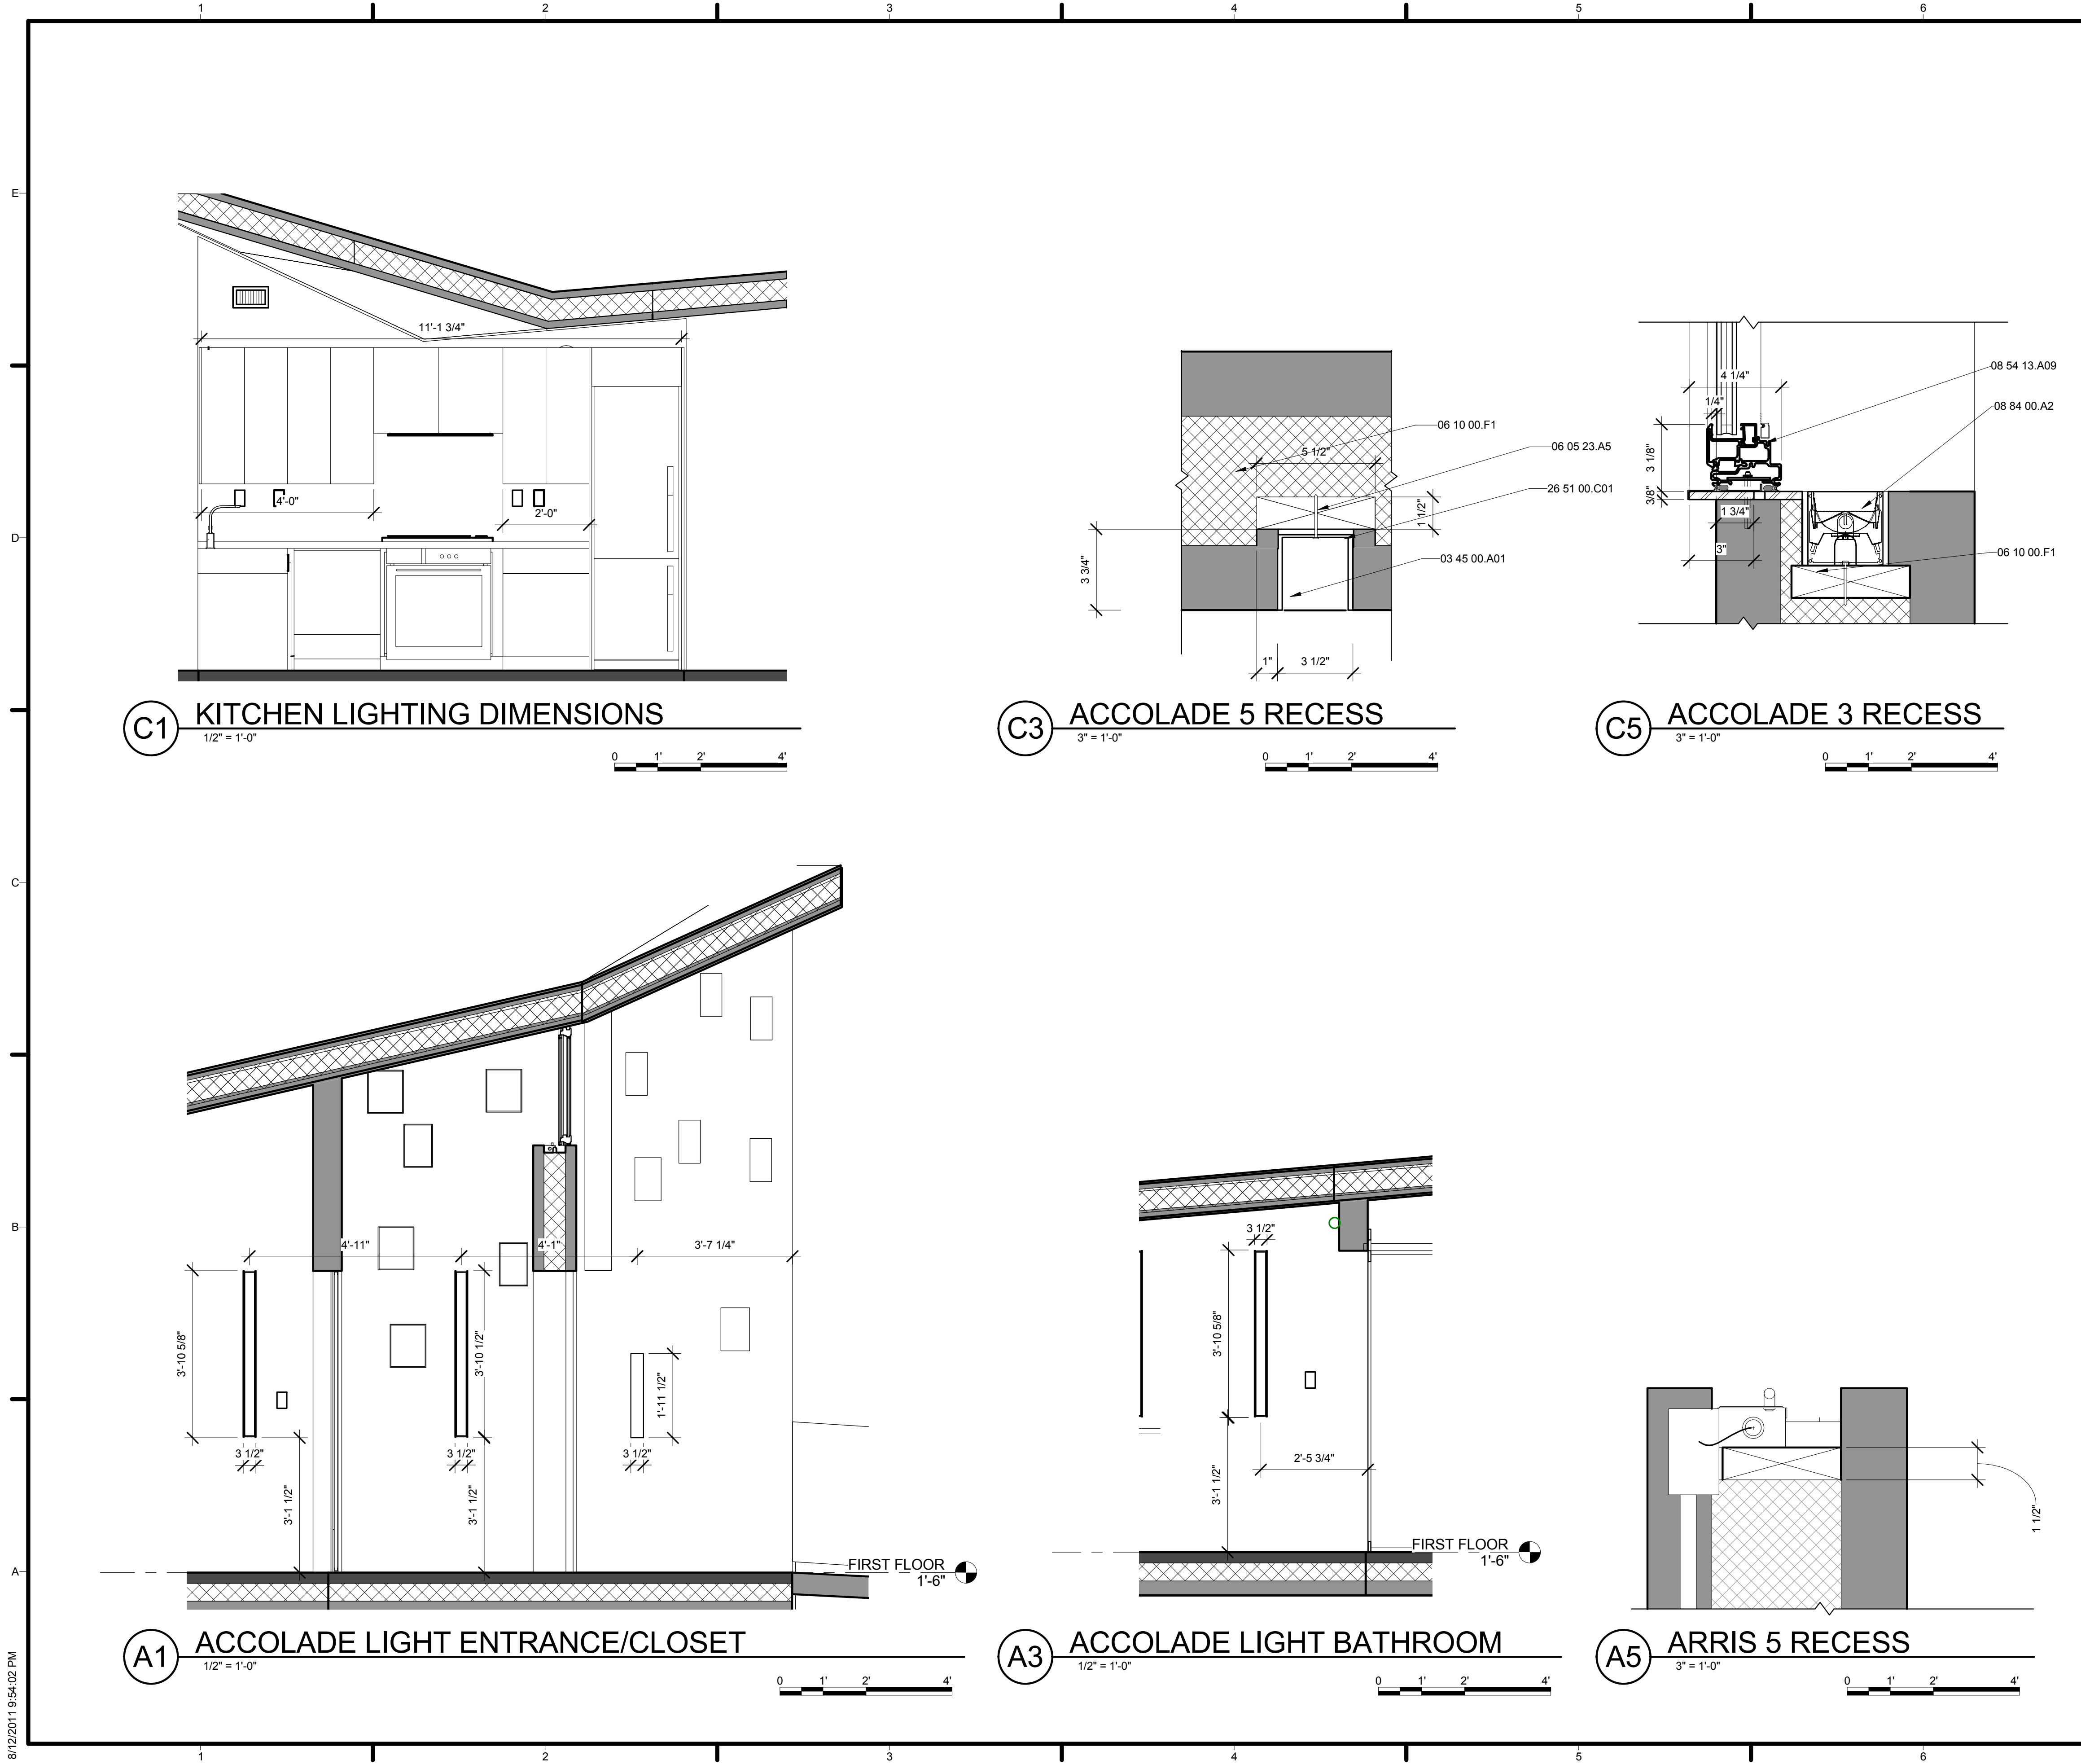 1 2 3 4 5 6
E
D
C
B
A
11'-1 3/4"
4'-0"
2'-0"
C1 KITCHEN LIGHTING DIMENSIONS
1/2" = 1'-0"
0 1' 2' 4'
06 10 00.F1
06 05 23.A5
26 51 00.C01
03 45 00.A01
5 1/2"
1 1/2"
3 3/4"
1" 3 1/2"
C3 ACCOLADE 5 RECESS
3" = 1'-0"
0 1' 2' 4'
08 54 13.A09
08 84 00.A2
06 10 00.F1
4 1/4"
1/4"
3 1/8"
3/8"
1 3/4"
3"
C5 ACCOLADE 3 RECESS
3" = 1'-0"
0 1' 2' 4'
4'-11" 4'-1" 3'-7 1/4"
3'-10 5/8"
3'-10 1/2"
1'-11 1/2"
3 1/2" 3 1/2" 3 1/2"
3'-1 1/2"
3'-1 1/2"
FIRST FLOOR
1'-6"
A1 ACCOLADE LIGHT ENTRANCE/CLOSET
1/2" = 1'-0"
0 1' 2' 4'
3 1/2"
3'-10 5/8"
2'-5 3/4"
3'-1 1/2"
FIRST FLOOR
1'-6"
A3 ACCOLADE LIGHT BATHROOM
1/2" = 1'-0"
0 1' 2' 4'
1 1/2"
A5 ARRIS 5 RECESS
3" = 1'-0"
0 1' 2' 4'
8/12/2011 9:54:02 PM
1 2 3 4 5 6